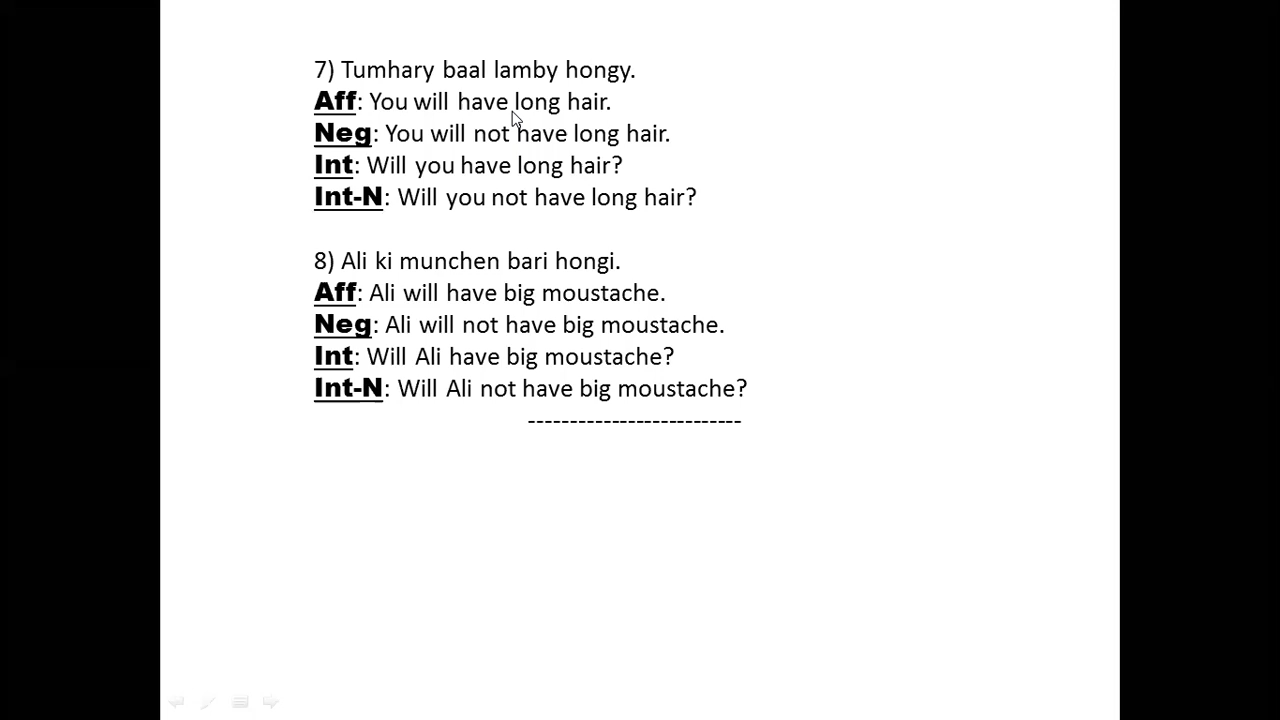 7) Tumhary baal lamby hongy.
Aff: You will have long hair.
Neg: You will not have long hair.
Int: Will you have long hair?
Int-N: Will you not have long hair?
8) Ali ki munchen bari hongi.
Aff: Ali will have big moustache.
Neg: Ali will not have big moustache.
Int: Will Ali have big moustache?
Int-N: Will Ali not have big moustache?
--------------------------